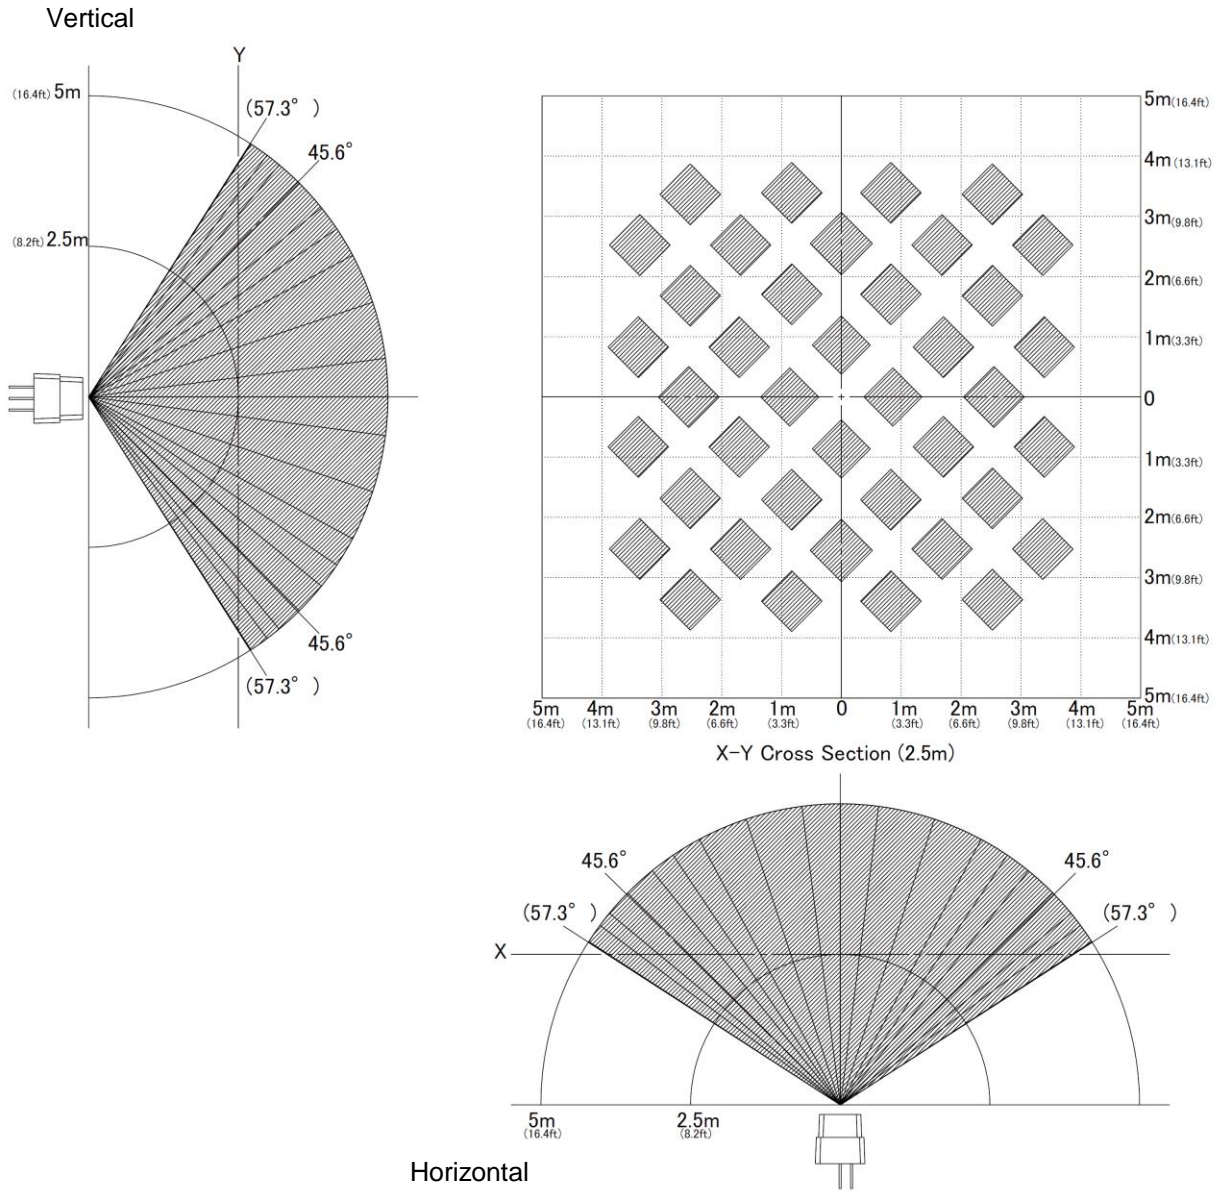 Vertical
Y
(16.4ft) 5m
(57.3° )
45.6°
(8.2ft) 2.5m
45.6°
(57.3° )
5m(16.4ft)
4m(13.1ft)
3m(9.8ft)
2m(6.6ft)
1m(3.3ft)
0
1m(3.3ft)
2m(6.6ft)
3m(9.8ft)
4m(13.1ft)
5m(16.4ft)
5m 4m 3m 2m 1m 0 1m 2m 3m 4m 5m
(16.4ft) (13.1ft) (9.8ft) (6.6ft) (3.3ft) (3.3ft) (6.6ft) (9.8ft) (13.1ft) (16.4ft)
X-Y Cross Section (2.5m)
45.6° 45.6°
(57.3° ) (57.3° )
X
5m 2.5m
(16.4ft) (8.2ft)
Horizontal